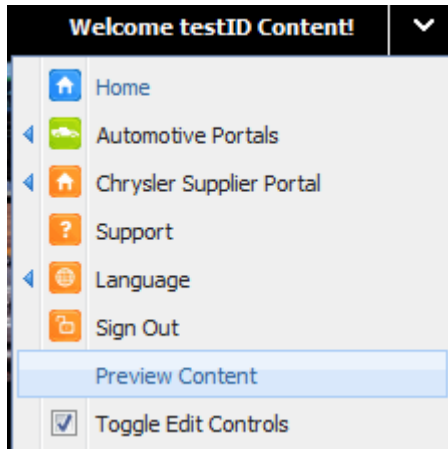 Welcome testID Content!
Home
Automotive Portals
Chrysler Supplier Portal
? Support
Language
Sign Out
Preview Content
Toggle Edit Controls